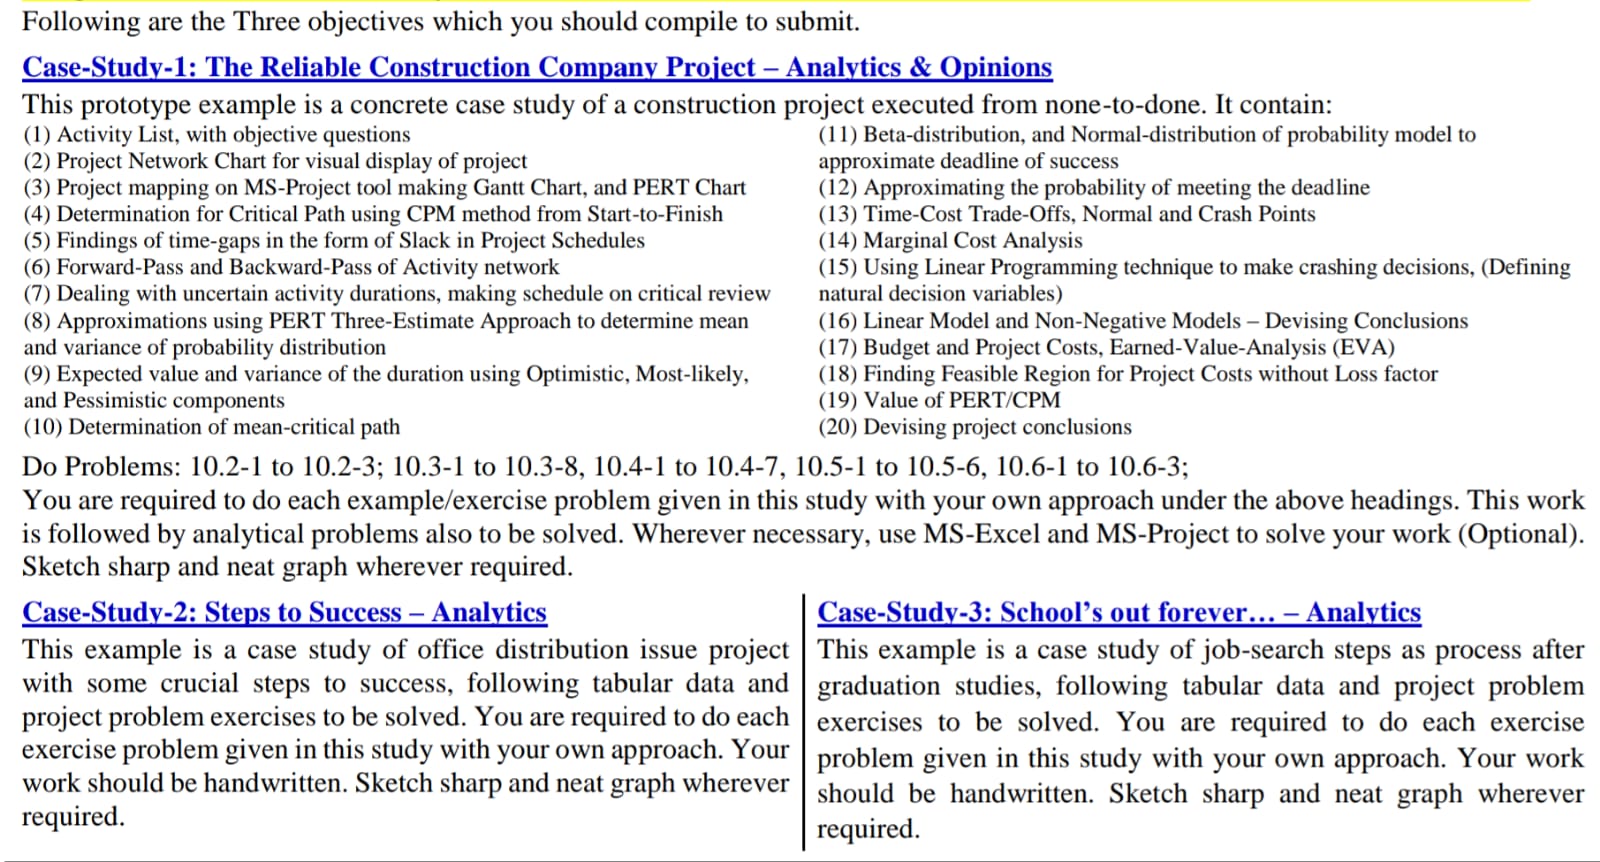 Following are the Three objectives which you should compile to submit.
Case-Study-1: The Reliable Construction Company Project – Analytics & Opinions
This prototype example is a concrete case study of a construction project executed from none-to-done. It contain:
(1) Activity List, with objective questions
(2) Project Network Chart for visual display of project
(3) Project mapping on MS-Project tool making Gantt Chart, and PERT Chart
(4) Determination for Critical Path using CPM method from Start-to-Finish
(5) Findings of time-gaps in the form of Slack in Project Schedules
(6) Forward-Pass and Backward-Pass of Activity network
(7) Dealing with uncertain activity durations, making schedule on critical review
(8) Approximations using PERT Three-Estimate Approach to determine mean
and variance of probability distribution
(9) Expected value and variance of the duration using Optimistic, Most-likely,
and Pessimistic components
(10) Determination of mean-critical path
(11) Beta-distribution, and Normal-distribution of probability model to
approximate deadline of success
(12) Approximating the probability of meeting the deadline
(13) Time-Cost Trade-Offs, Normal and Crash Points
(14) Marginal Cost Analysis
(15) Using Linear Programming technique to make crashing decisions, (Defining
natural decision variables)
(16) Linear Model and Non-Negative Models – Devising Conclusions
(17) Budget and Project Costs, Earned-Value-Analysis (EVA)
(18) Finding Feasible Region for Project Costs without Loss factor
(19) Value of PERT/CPM
(20) Devising project conclusions
Do Problems: 10.2-1 to 10.2-3; 10.3-1 to 10.3-8, 10.4-1 to 10.4-7, 10.5-1 to 10.5-6, 10.6-1 to 10.6-3;
You are required to do each example/exercise problem given in this study with your own approach under the above headings. This work
is followed by analytical problems also to be solved. Wherever necessary, use MS-Excel and MS-Project to solve your work (Optional).
Sketch sharp and neat graph wherever required.
Case-Study-2: Steps to Success – Analytics
This example is a case study of office distribution issue project
with some crucial steps to success, following tabular data and
project problem exercises to be solved. You are required to do each
exercise problem given in this study with your own approach. Your
work should be handwritten. Sketch sharp and neat graph wherever
required.
Case-Study-3: School's out forever… – Analytics
This example is a case study of job-search steps as process after
graduation studies, following tabular data and project problem
exercises to be solved. You are required to do each exercise
problem given in this study with your own approach. Your work
should be handwritten. Sketch sharp and neat graph wherever
required.